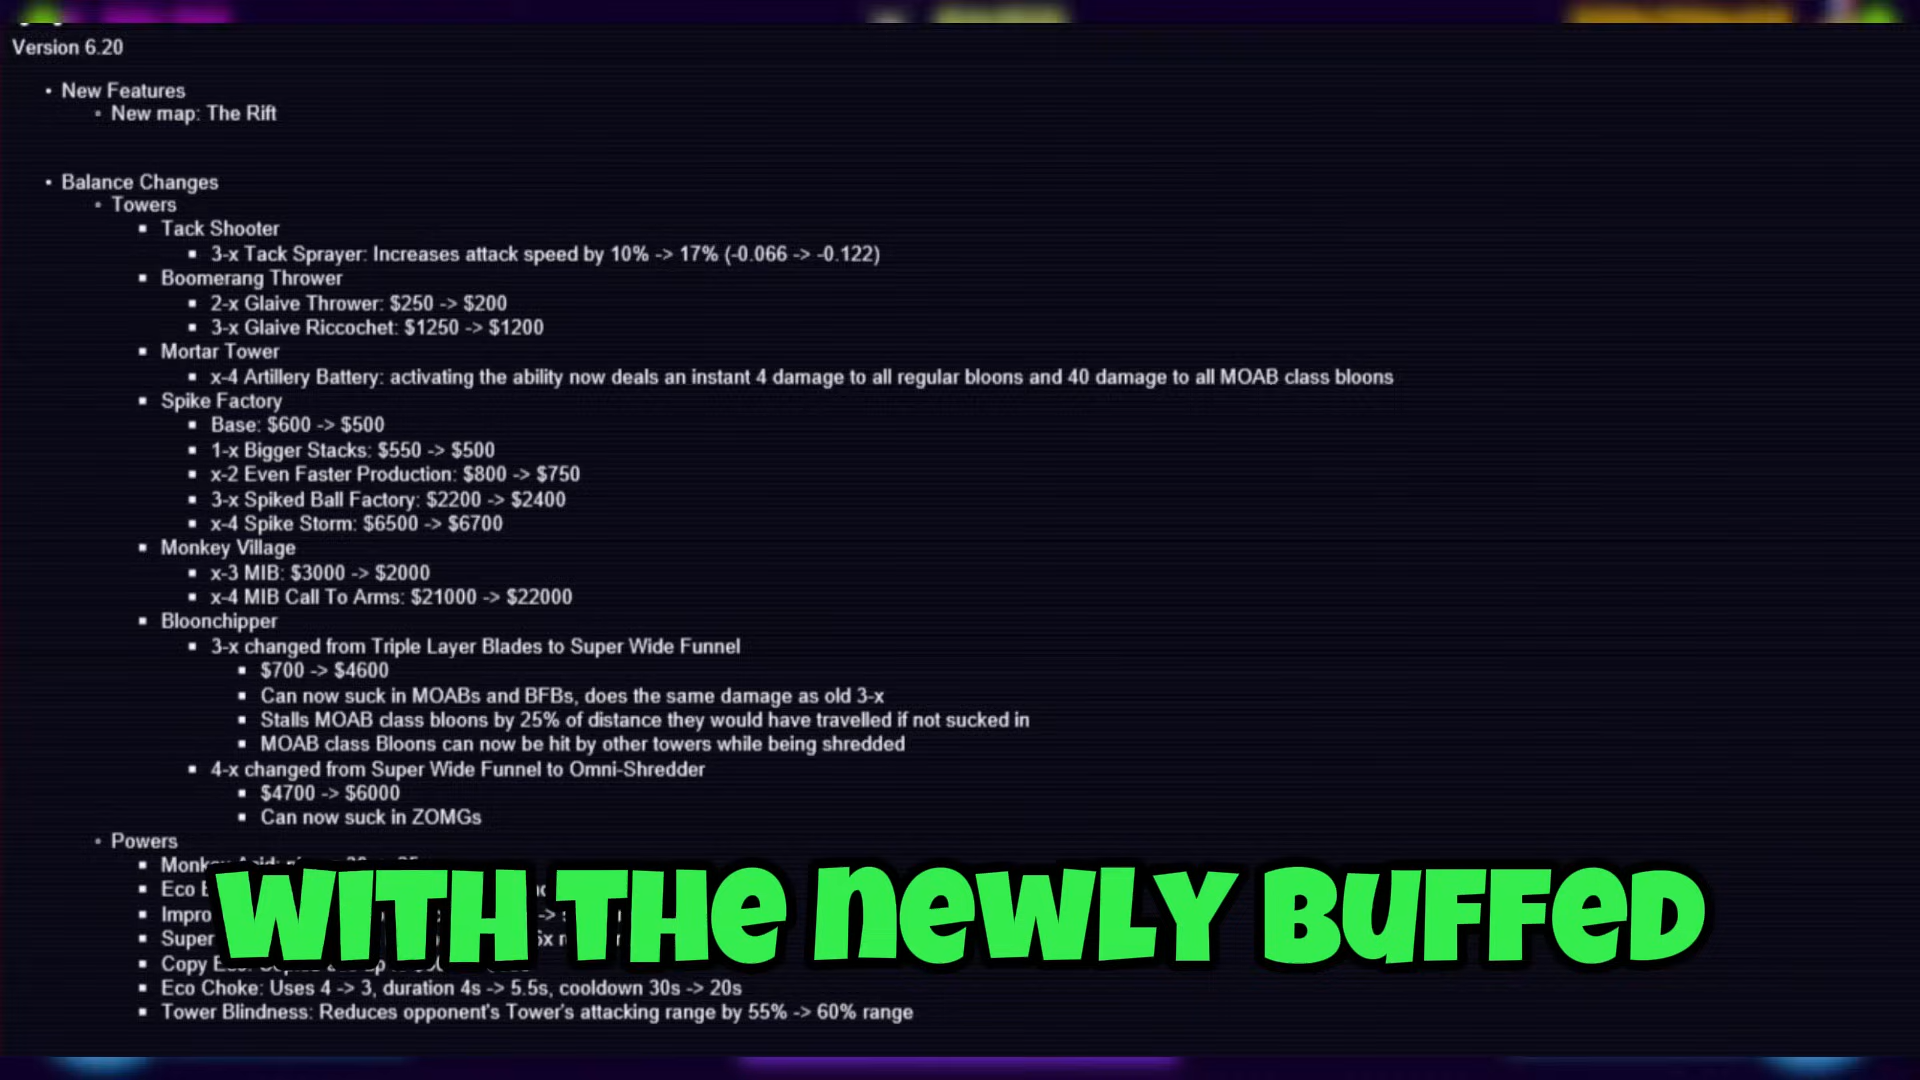 Version 6.20
• New Features
◦ New map: The Rift
• Balance Changes
◦ Towers
▪ Tack Shooter
▪ 3-x Tack Sprayer: Increases attack speed by 10% -> 17% (-0.066 -> -0.122)
▪ Boomerang Thrower
▪ 2-x Glaive Thrower: $250 -> $200
▪ 3-x Glaive Riccochet: $1250 -> $1200
▪ Mortar Tower
▪ x-4 Artillery Battery: activating the ability now deals an instant 4 damage to all regular bloons and 40 damage to all MOAB class bloons
▪ Spike Factory
▪ Base: $600 -> $500
▪ 1-x Bigger Stacks: $550 -> $500
▪ x-2 Even Faster Production: $800 -> $750
▪ 3-x Spiked Ball Factory: $2200 -> $2400
▪ x-4 Spike Storm: $6500 -> $6700
▪ Monkey Village
▪ x-3 MIB: $3000 -> $2000
▪ x-4 MIB Call To Arms: $21000 -> $22000
▪ Bloonchipper
▪ 3-x changed from Triple Layer Blades to Super Wide Funnel
▪ $700 -> $4600
▪ Can now suck in MOABs and BFBs, does the same damage as old 3-x
▪ Stalls MOAB class bloons by 25% of distance they would have travelled if not sucked in
▪ MOAB class Bloons can now be hit by other towers while being shredded
▪ 4-x changed from Super Wide Funnel to Omni-Shredder
▪ $4700 -> $6000
▪ Can now suck in ZOMGs
◦ Powers
▪ Eco
▪ Super
▪ Copy
WITH THE NEWLY BUFFED
▪ Eco Choke: Uses 4 -> 3, duration 4s -> 5.5s, cooldown 30s -> 20s
▪ Tower Blindness: Reduces opponent's Tower's attacking range by 55% -> 60% range